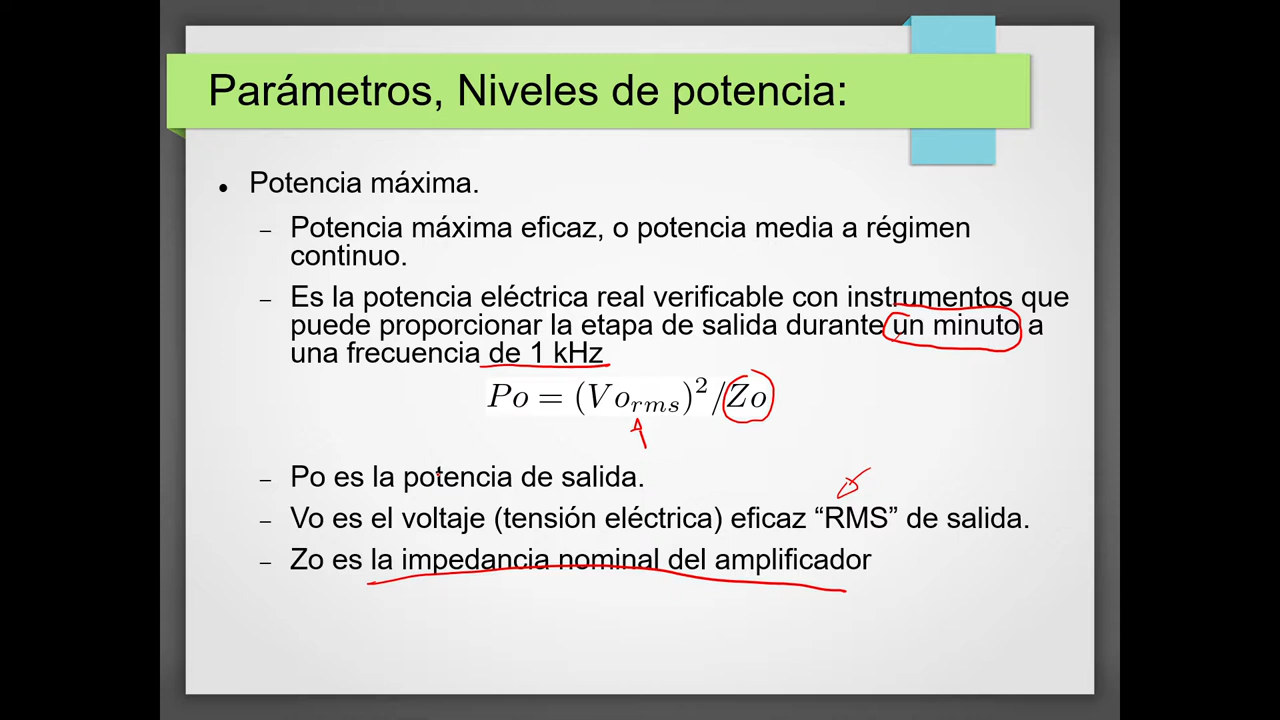 Parámetros, Niveles de potencia:
● Potencia máxima.
– Potencia máxima eficaz, o potencia media a régimen
continuo.
– Es la potencia eléctrica real verificable con instrumentos que
puede proporcionar la etapa de salida durante un minuto a
una frecuencia de 1 kHz
Po = (Vo_rms)²/Zo
– Po es la potencia de salida.
– Vo es el voltaje (tensión eléctrica) eficaz “RMS” de salida.
– Zo es la impedancia nominal del amplificador